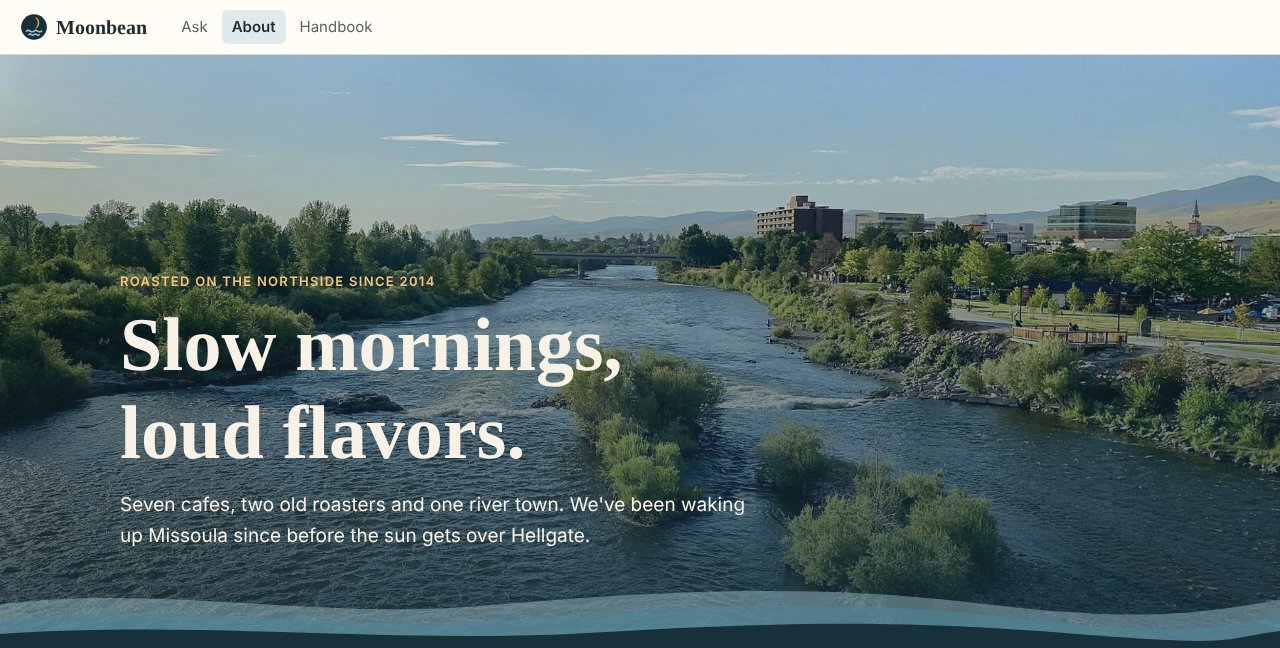 Moonbean
Ask
About
Handbook
ROASTED ON THE NORTHSIDE SINCE 2014
Slow mornings,
loud flavors.
Seven cafes, two old roasters and one river town. We've been waking
up Missoula since before the sun gets over Hellgate.